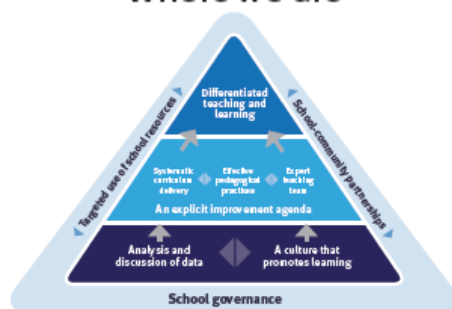 Differentiated
teaching and
learning
Targeted use of school resources
School-community partnerships
Systematic
curriculum
delivery
Effective
pedagogical
practices
Expert
teaching
team
An explicit improvement agenda
Analysis and
discussion of data
A culture that
promotes learning
School governance